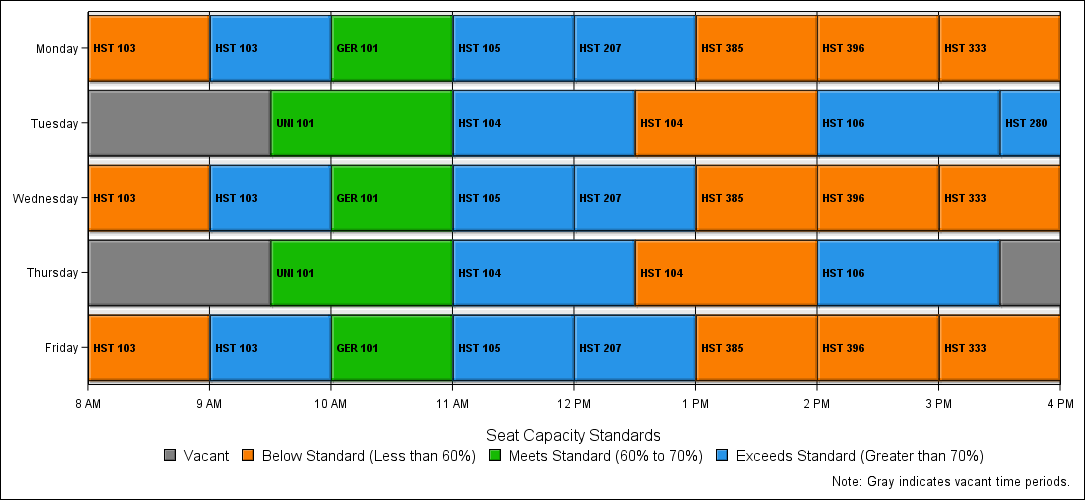 Monday HST 103 HST 103 GER 101 HST 105 HST 207 HST 385 HST 396 HST 333
Tuesday UNI 101 HST 104 HST 104 HST 106 HST 280
Wednesday HST 103 HST 103 GER 101 HST 105 HST 207 HST 385 HST 396 HST 333
Thursday UNI 101 HST 104 HST 104 HST 106
Friday HST 103 HST 103 GER 101 HST 105 HST 207 HST 385 HST 396 HST 333
8 AM 9 AM 10 AM 11 AM 12 PM 1 PM 2 PM 3 PM 4 PM
Seat Capacity Standards
Vacant Below Standard (Less than 60%) Meets Standard (60% to 70%) Exceeds Standard (Greater than 70%)
Note: Gray indicates vacant time periods.